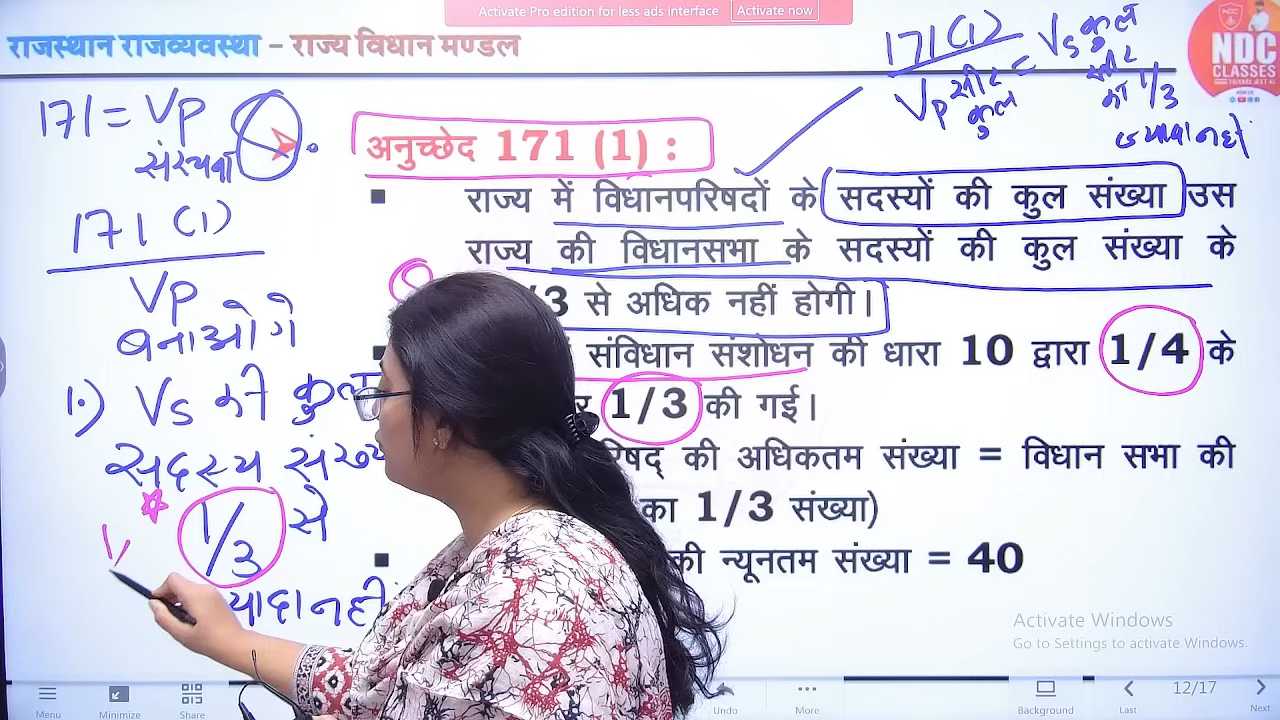 Activate Pro edition for less ads interface
Activate now
राजस्थान राजव्यवस्था – राज्य विधान मण्डल
NDC
CLASSES
171 (1)
Vp सीट कुल = Vs कुल सीट का 1/3
ज्यादा नहीं
171 = Vp
171 (1)
Vp
बनाओगे
1.) Vs की कुल
सदस्य संख्या
1/3 से
ज्यादा नहीं
अनुच्छेद 171 (1) :
राज्य में विधानपरिषदों के सदस्यों की कुल संख्या उस
राज्य की विधानसभा के सदस्यों की कुल संख्या के
/3 से अधिक नहीं होगी।
संविधान संशोधन की धारा 10 द्वारा 1/4 के
1/3 की गई।
की अधिकतम संख्या = विधान सभा की
का 1/3 संख्या)
की न्यूनतम संख्या = 40
Activate Windows
Go to Settings to activate Windows.
Menu
Minimize
Share
Undo
More
Background
Last
12/17
Next